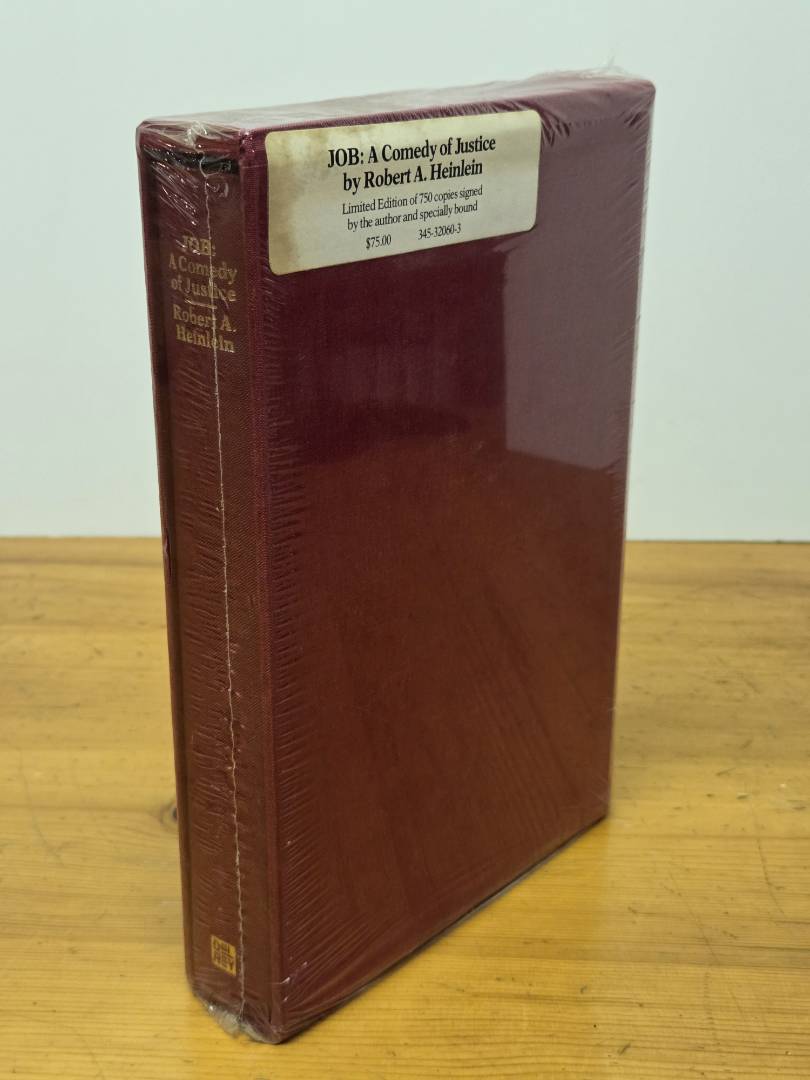 JOB: A Comedy of Justice
by Robert A. Heinlein
Limited Edition of 750 copies signed
by the author and specially bound
$75.00 345-32060-3
JOB:
A Comedy
of Justice
Robert A.
Heinlein
DEL
REY